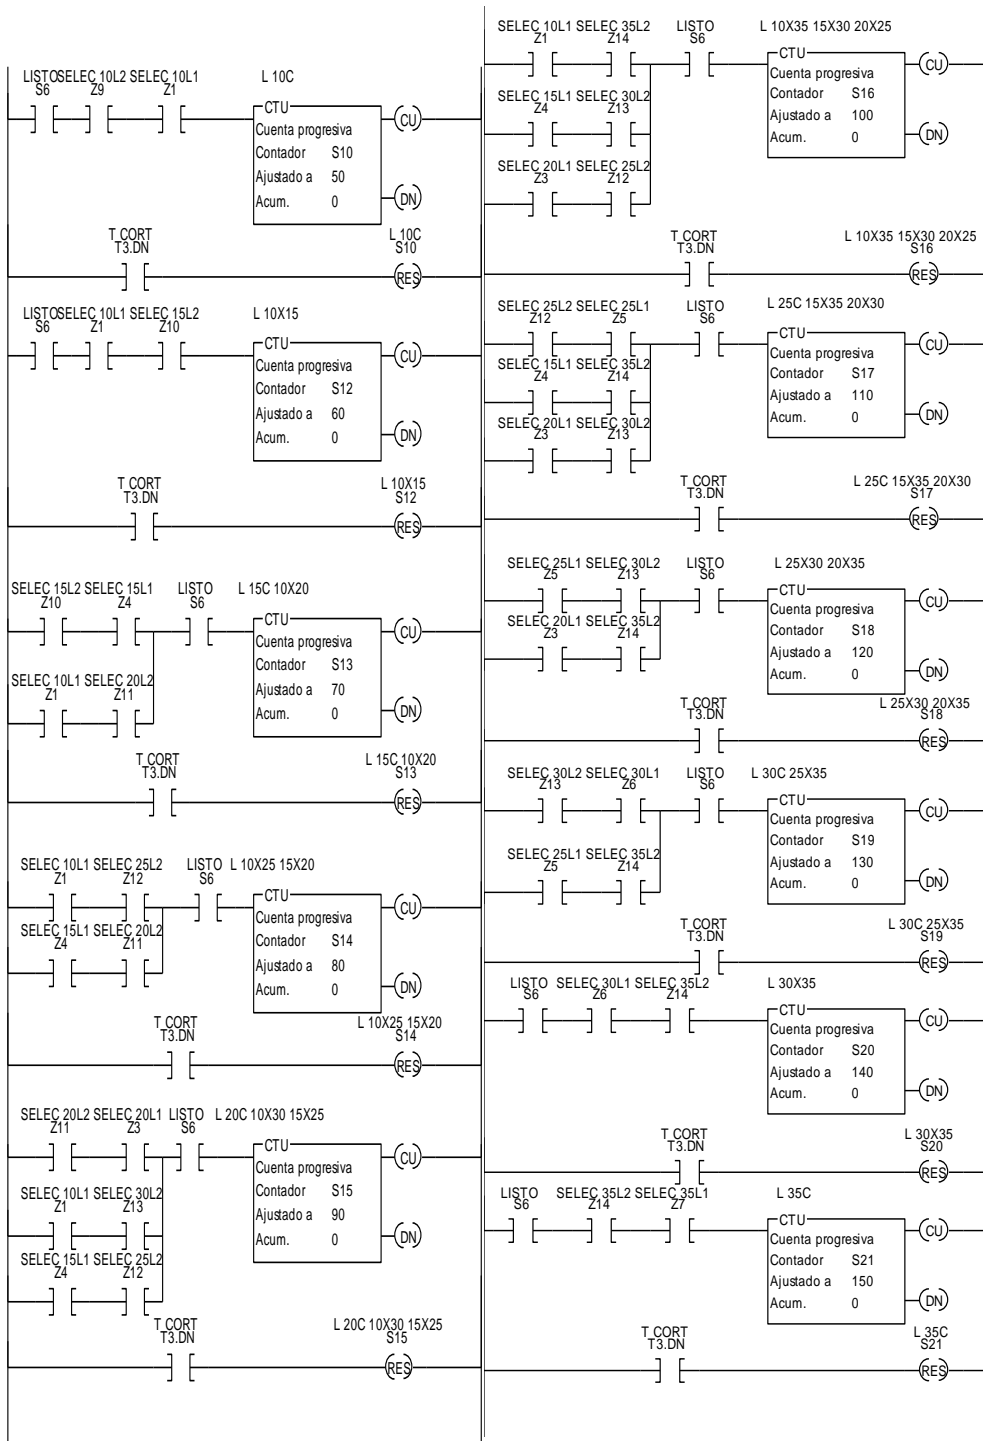 LISTO SELEC 10L2 SELEC 10L1 L 10C
S6 Z9 Z1
CTU
CU
Cuenta progresiva
Contador S10
Ajustado a 50
Acum. 0
DN
T CORT L 10C
T3.DN S10
RES
LISTO SELEC 10L1 SELEC 15L2 L 10X15
S6 Z1 Z10
CTU
CU
Cuenta progresiva
Contador S12
Ajustado a 60
Acum. 0
DN
T CORT L 10X15
T3.DN S12
RES
SELEC 15L2 SELEC 15L1 LISTO L 15C 10X20
Z10 Z4 S6
CTU
CU
Cuenta progresiva
Contador S13
SELEC 10L1 SELEC 20L2
Z1 Z11
Ajustado a 70
Acum. 0
DN
T CORT L 15C 10X20
T3.DN S13
RES
SELEC 10L1 SELEC 25L2 LISTO L 10X25 15X20
Z1 Z12 S6
CTU
CU
Cuenta progresiva
SELEC 15L1 SELEC 20L2
Z4 Z11
Contador S14
Ajustado a 80
Acum. 0
DN
T CORT L 10X25 15X20
T3.DN S14
RES
SELEC 20L2 SELEC 20L1 LISTO L 20C 10X30 15X25
Z11 Z3 S6
CTU
CU
Cuenta progresiva
SELEC 10L1 SELEC 30L2
Z1 Z13
Contador S15
Ajustado a 90
Acum. 0
DN
SELEC 15L1 SELEC 25L2
Z4 Z12
T CORT L 20C 10X30 15X25
T3.DN S15
RES
SELEC 10L1 SELEC 35L2 LISTO L 10X35 15X30 20X25
Z1 Z14 S6
CTU
CU
Cuenta progresiva
SELEC 15L1 SELEC 30L2
Z4 Z13
Contador S16
Ajustado a 100
Acum. 0
DN
SELEC 20L1 SELEC 25L2
Z3 Z12
T CORT L 10X35 15X30 20X25
T3.DN S16
RES
SELEC 25L2 SELEC 25L1 LISTO L 25C 15X35 20X30
Z12 Z5 S6
CTU
CU
Cuenta progresiva
SELEC 15L1 SELEC 35L2
Z4 Z14
Contador S17
Ajustado a 110
Acum. 0
DN
SELEC 20L1 SELEC 30L2
Z3 Z13
T CORT L 25C 15X35 20X30
T3.DN S17
RES
SELEC 25L1 SELEC 30L2 LISTO L 25X30 20X35
Z5 Z13 S6
CTU
CU
Cuenta progresiva
SELEC 20L1 SELEC 35L2
Z3 Z14
Contador S18
Ajustado a 120
Acum. 0
DN
T CORT L 25X30 20X35
T3.DN S18
RES
SELEC 30L2 SELEC 30L1 LISTO L 30C 25X35
Z13 Z6 S6
CTU
CU
Cuenta progresiva
Contador S19
SELEC 25L1 SELEC 35L2
Z5 Z14
Ajustado a 130
Acum. 0
DN
T CORT L 30C 25X35
T3.DN S19
RES
LISTO SELEC 30L1 SELEC 35L2 L 30X35
S6 Z6 Z14
CTU
CU
Cuenta progresiva
Contador S20
Ajustado a 140
Acum. 0
DN
T CORT L 30X35
T3.DN S20
RES
LISTO SELEC 35L2 SELEC 35L1 L 35C
S6 Z14 Z7
CTU
CU
Cuenta progresiva
Contador S21
Ajustado a 150
Acum. 0
DN
T CORT L 35C
T3.DN S21
RES